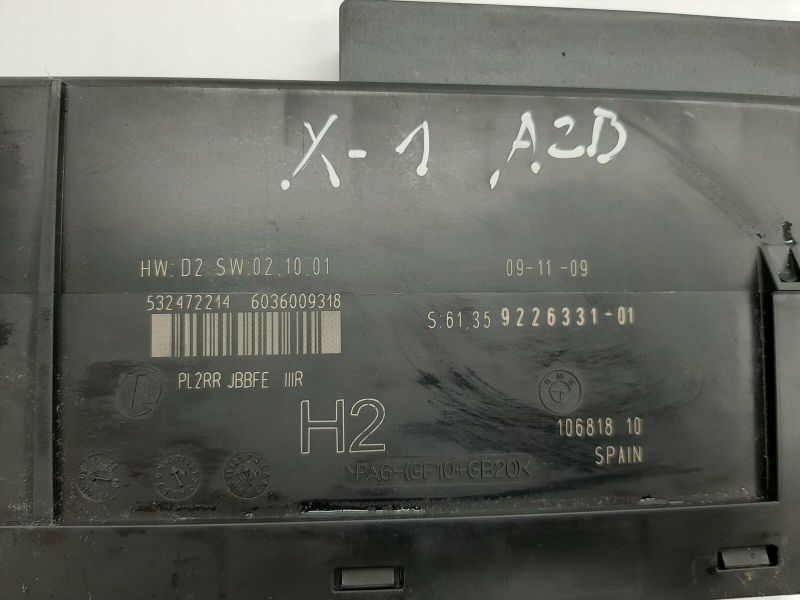 X-1 A2B
HW: D2 SW:02.10.01
09-11-09
532472214 6036009318
S:61.35 9226331-01
PL2RR JBBFE IIIR
BMW
H2
106818 10
SPAIN
>PA6-(GF10+GB20)<